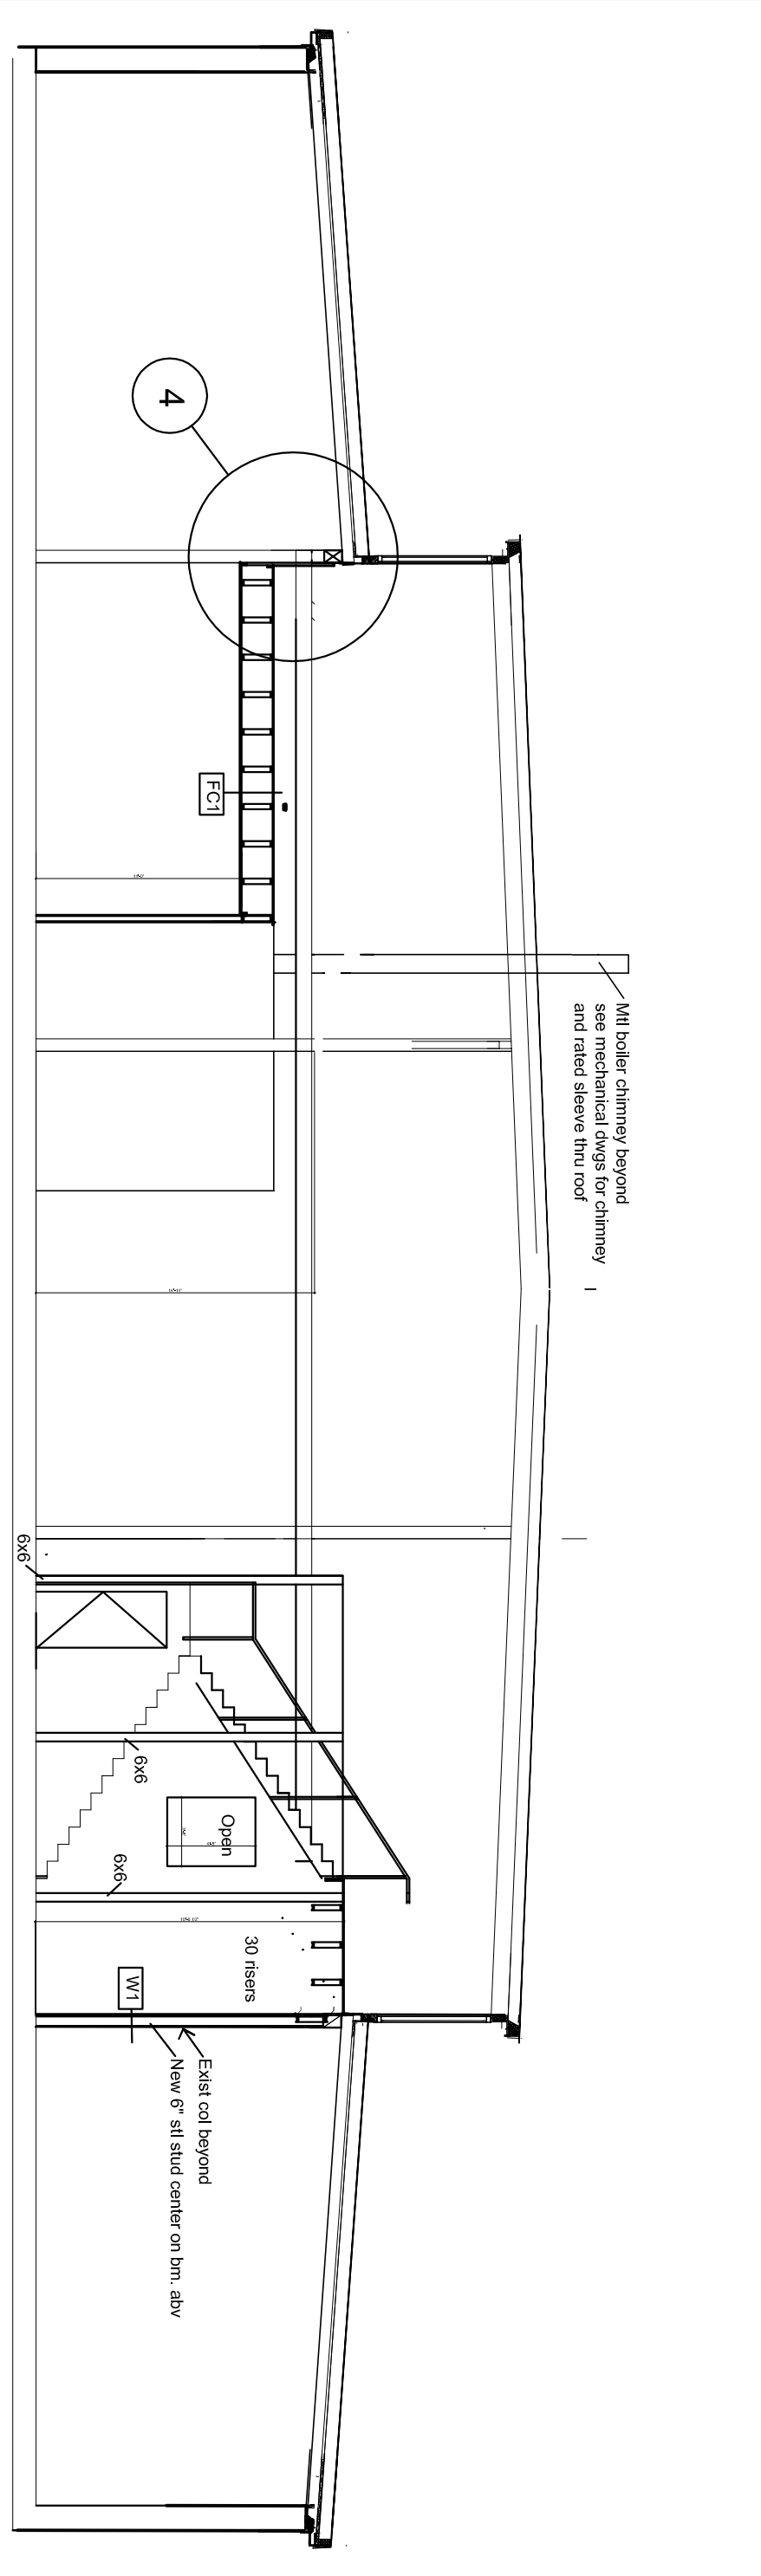 4
FC1
Mtl boiler chimney beyond
see mechanical dwgs for chimney
and rated sleeve thru roof
6x6
6x6
Open
6x6
30 risers
W1
Exist col beyond
New 6" stl stud center on bm. abv